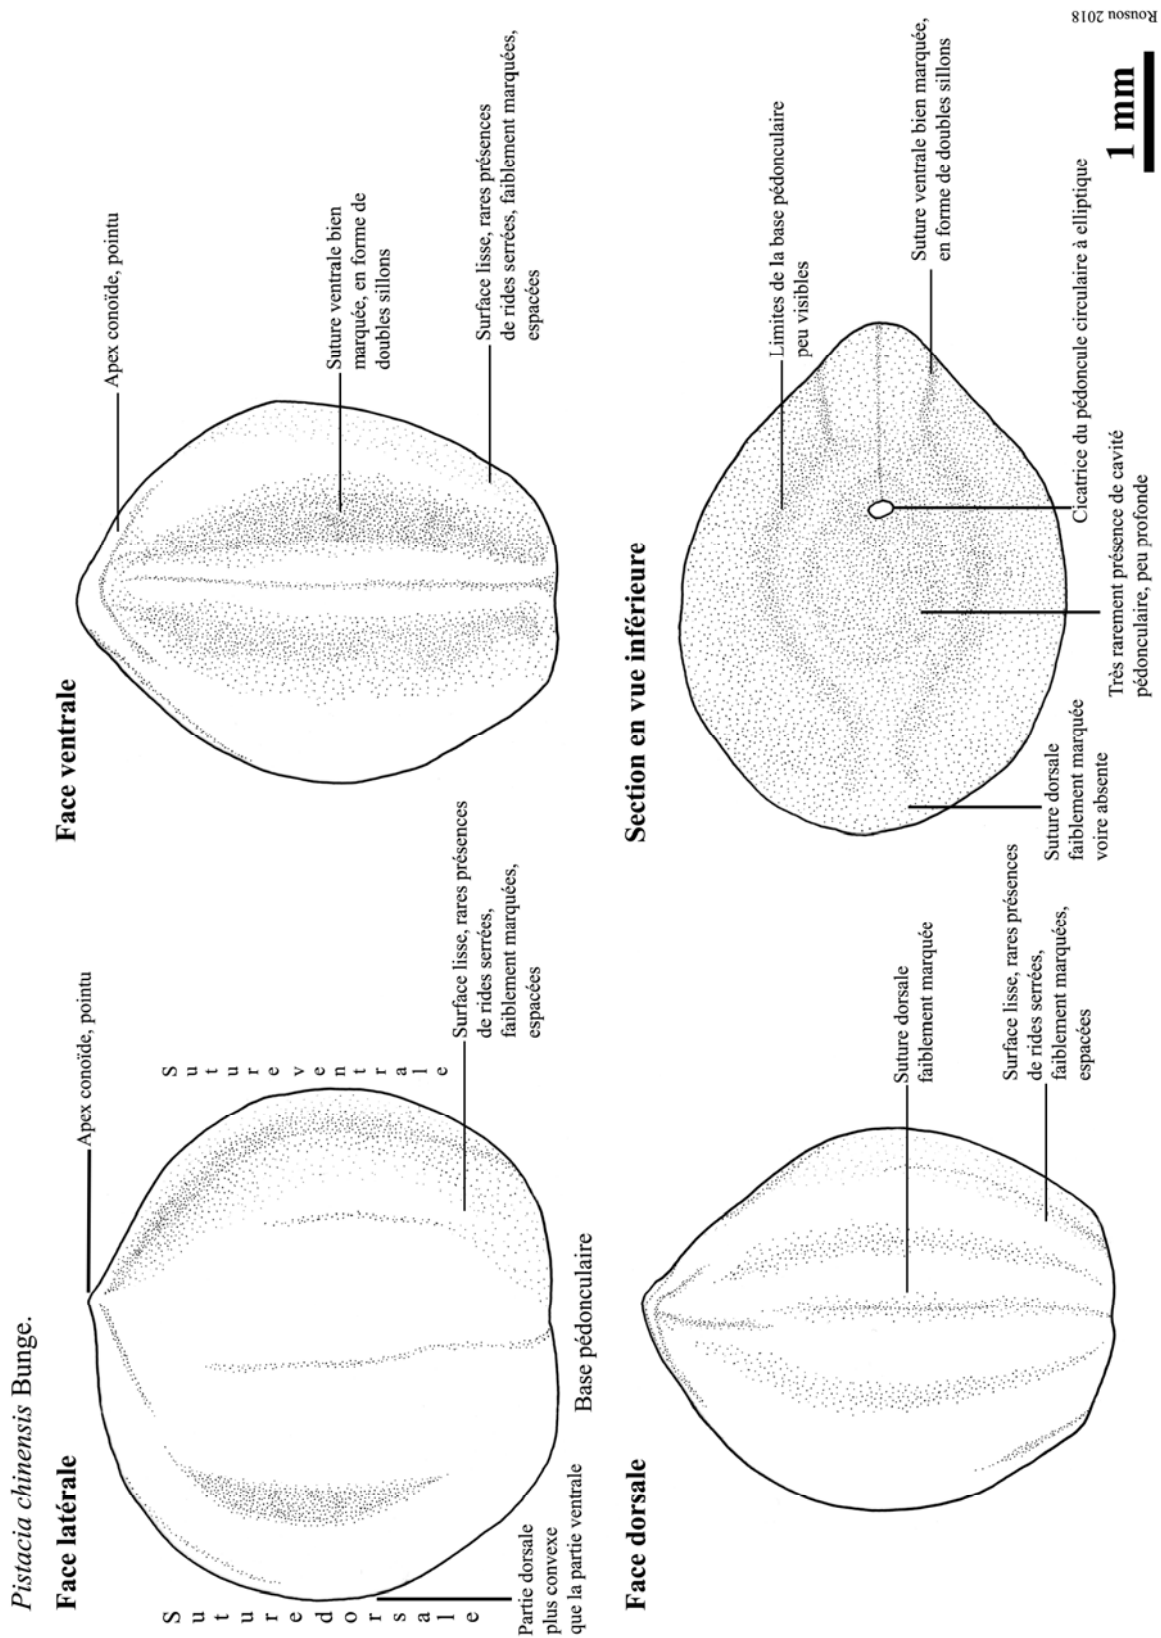 Pistacia chinensis Bunge.
Face latérale
Apex conoïde, pointu
Suture dorsale
Suture ventrale
Surface lisse, rares présences
de rides serrées,
faiblement marquées,
espacées
Partie dorsale
plus convexe
que la partie ventrale
Base pédonculaire
Face ventrale
Apex conoïde, pointu
Suture ventrale bien
marquée, en forme de
doubles sillons
Surface lisse, rares présences
de rides serrées, faiblement marquées,
espacées
Face dorsale
Suture dorsale
faiblement marquée
Surface lisse, rares présences
de rides serrées,
faiblement marquées,
espacées
Section en vue inférieure
Limites de la base pédonculaire
peu visibles
Suture ventrale bien marquée,
en forme de doubles sillons
Suture dorsale
faiblement marquée
voire absente
Cicatrice du pédoncule circulaire à elliptique
Très rarement présence de cavité
pédonculaire, peu profonde
1 mm
Rousou 2018